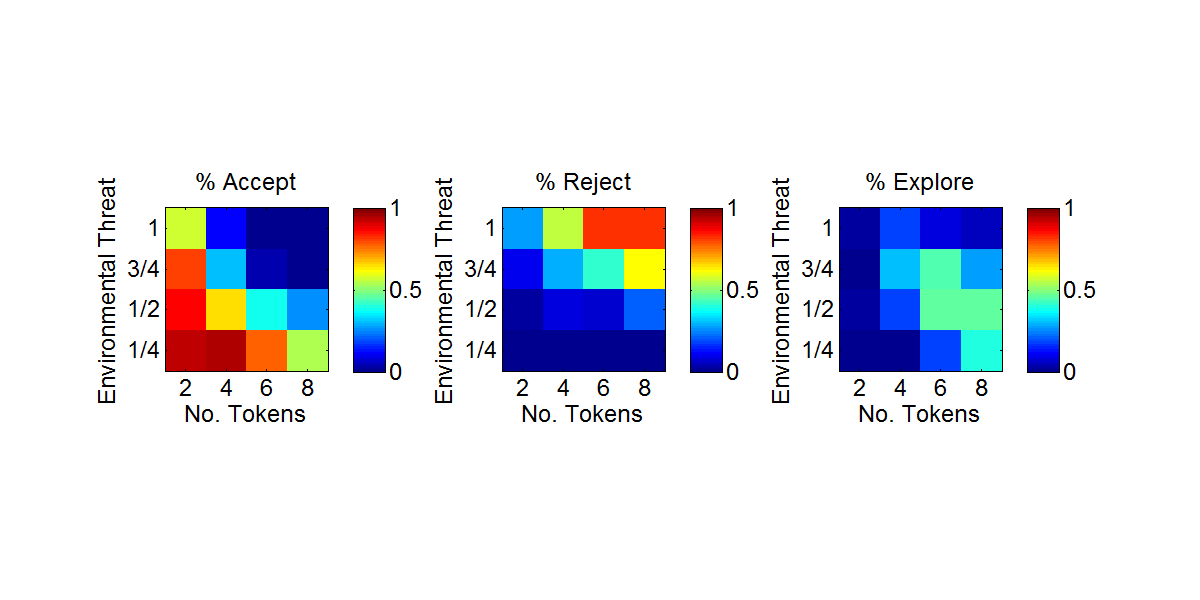 % Accept
Environmental Threat
1
3/4
1/2
1/4
2 4 6 8
No. Tokens
1
0.5
0
% Reject
Environmental Threat
1
3/4
1/2
1/4
2 4 6 8
No. Tokens
1
0.5
0
% Explore
Environmental Threat
1
3/4
1/2
1/4
2 4 6 8
No. Tokens
1
0.5
0